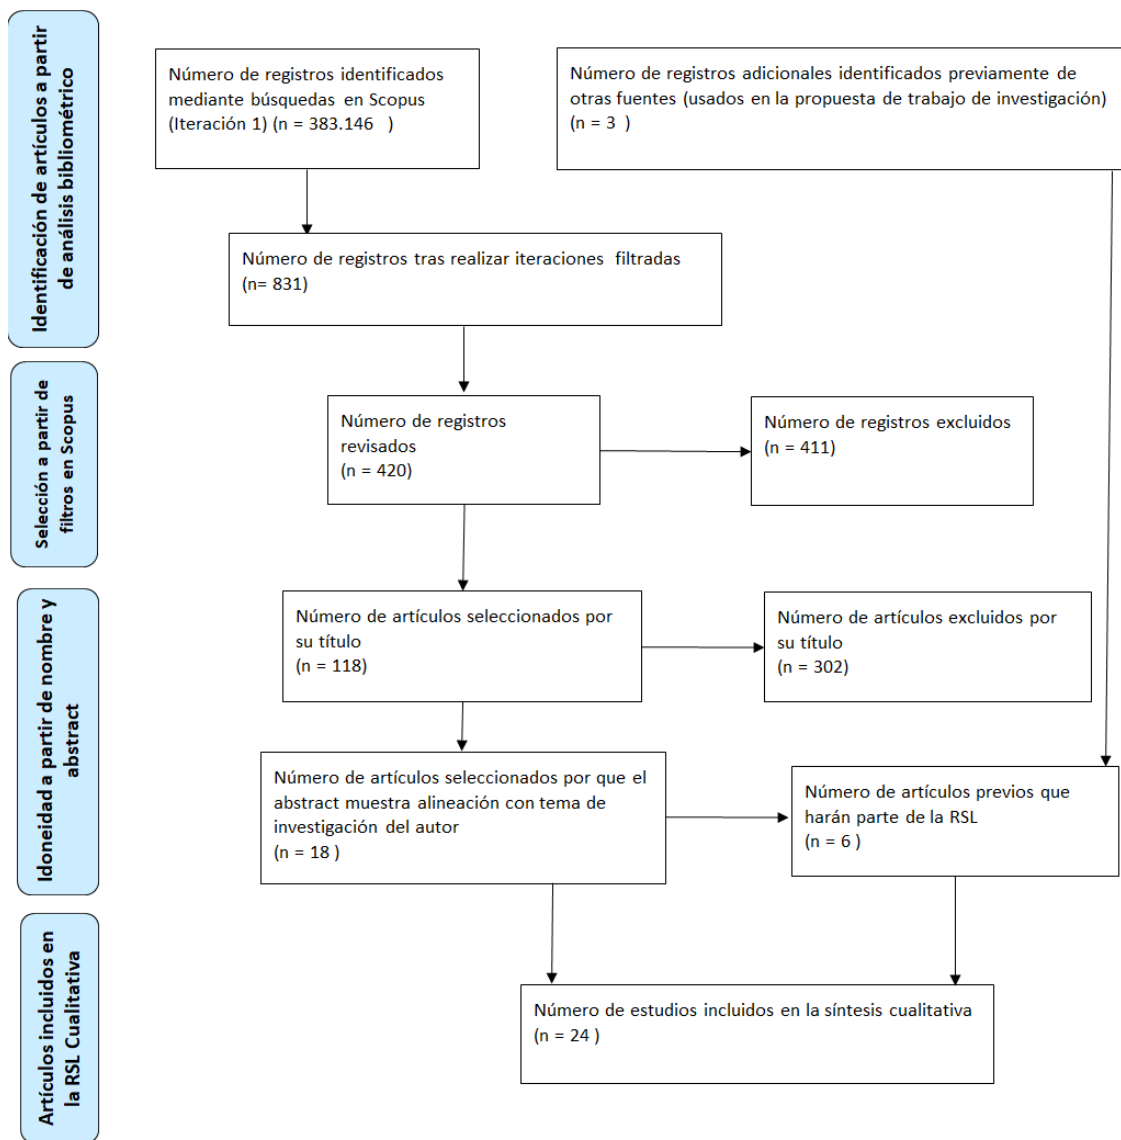 Identificación de artículos a partir
de análisis bibliométrico
Número de registros identificados
mediante búsquedas en Scopus
(Iteración 1) (n = 383.146   )
Número de registros adicionales identificados previamente de
otras fuentes (usados en la propuesta de trabajo de investigación)
(n = 3  )
Número de registros tras realizar iteraciones  filtradas
(n= 831)
Selección a partir de
filtros en Scopus
Número de registros
revisados
(n = 420)
Número de registros excluidos
(n = 411)
Idoneidad a partir de nombre y
abstract
Número de artículos seleccionados por
su título
(n = 118)
Número de artículos excluidos por
su título
(n = 302)
Número de artículos seleccionados por que el
abstract muestra alineación con tema de
investigación del autor
(n = 18 )
Número de artículos previos que
harán parte de la RSL
(n = 6 )
Artículos incluidos en
la RSL Cualitativa
Número de estudios incluidos en la síntesis cualitativa
(n = 24 )